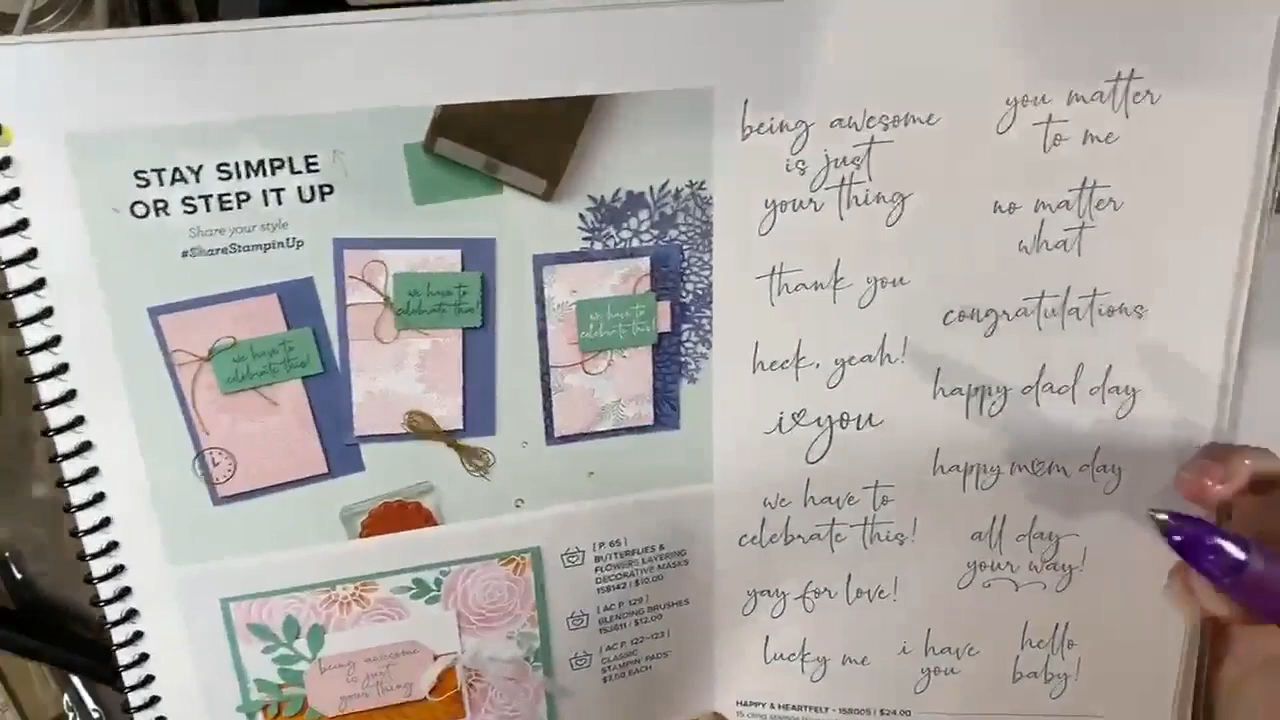 STAY SIMPLE
OR STEP IT UP
Share your style
#ShareStampinUp
we have to
celebrate this!
we have to
celebrate this!
we have to
celebrate this!
being awesome
is just
your thing
[ P. 65 ]
BUTTERFLIES &
FLOWERS LAYERING
DECORATIVE MASKS
158142 | $10.00
[ AC P. 129 ]
BLENDING BRUSHES
153611 | $12.00
[ AC P. 122–123 ]
CLASSIC
STAMPIN' PADS
$7.50 EACH
being awesome
is just
your thing
thank you
heck, yeah!
i♥you
we have to
celebrate this!
yay for love!
lucky me
you matter
to me
no matter
what
congratulations
happy dad day
happy m♥m day
all day
your way!
i have
you
hello
baby!
HAPPY & HEARTFELT • 158005 | $24.00